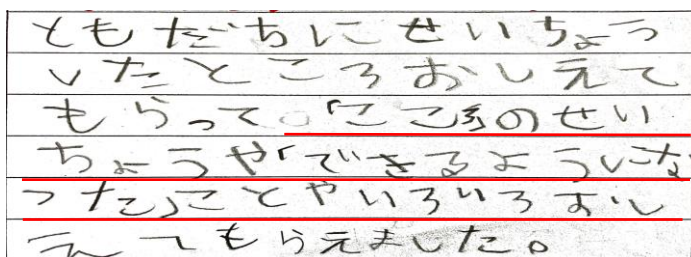 ともだちにせいちょう
したところおしえて
もらって。「こころのせい
ちょうや「できるようにな
った」ことやいろいろおし
えてもらえました。